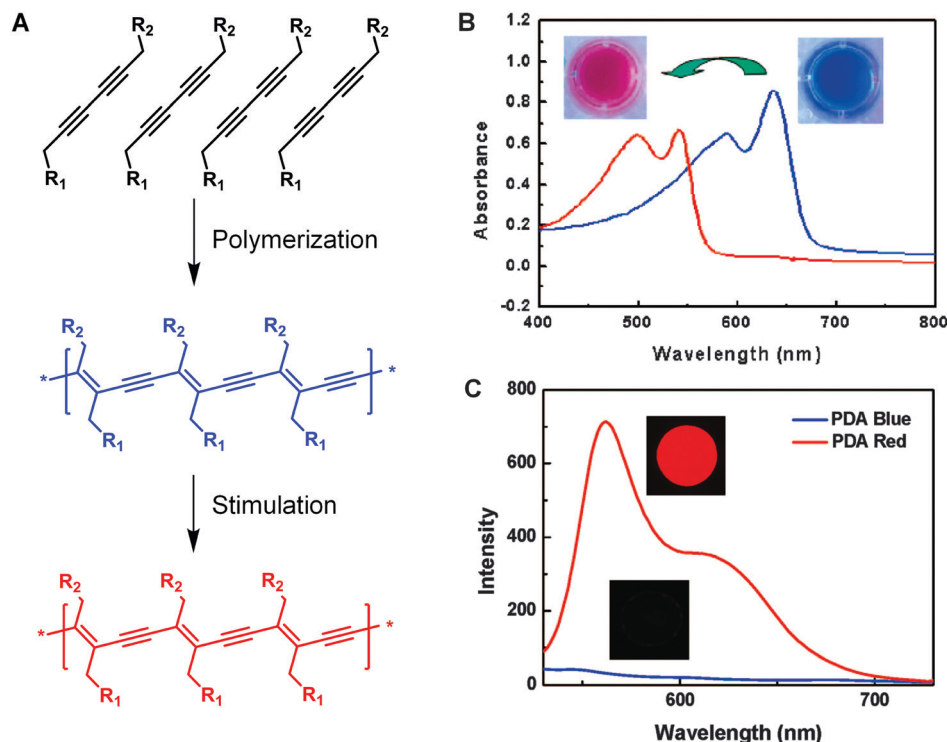 A
R2 R2 R2 R2
R1 R1 R1 R1
Polymerization
R2 R2 R2
* *
R1 R1 R1
Stimulation
R2 R2 R2
* *
R1 R1 R1
B
1.2
1.0
0.8
0.6
0.4
0.2
0.0
-0.2
Absorbance
400 500 600 700 800
Wavelength (nm)
C
800
600
400
200
0
Intensity
PDA Blue
PDA Red
600 700
Wavelength (nm)